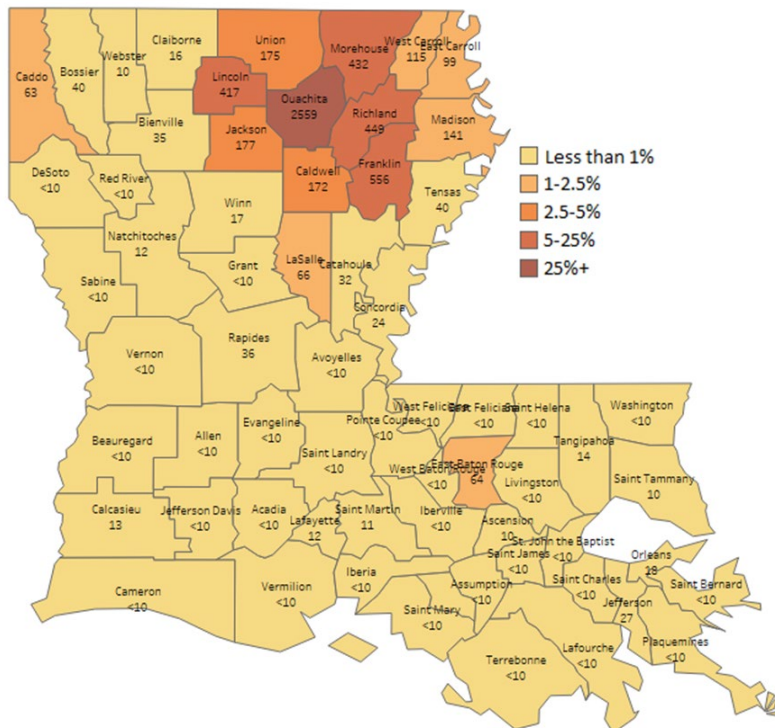 Caddo
63
Bossier
40
Webster
10
Claiborne
16
Union
175
Morehouse
432
West Carroll
115
East Carroll
99
Lincoln
417
Ouachita
2559
Richland
449
Madison
141
Bienville
35
Jackson
177
Caldwell
172
Franklin
556
Tensas
40
DeSoto
<10
Red River
<10
Winn
17
Natchitoches
12
Sabine
<10
Grant
<10
LaSalle
66
Catahoula
32
Concordia
24
Vernon
<10
Rapides
36
Avoyelles
<10
Less than 1%
1-2.5%
2.5-5%
5-25%
25%+
Beauregard
<10
Allen
<10
Evangeline
<10
Saint Landry
<10
Pointe Coupee
<10
West Feliciana
<10
East Feliciana
<10
Saint Helena
<10
Tangipahoa
14
Washington
<10
West Baton Rouge
<10
East Baton Rouge
64
Livingston
<10
Saint Tammany
10
Calcasieu
13
Jefferson Davis
<10
Acadia
<10
Lafayette
12
Saint Martin
11
Iberville
<10
Ascension
10
St. John the Baptist
<10
Saint James
<10
Orleans
18
Cameron
<10
Vermilion
<10
Iberia
<10
Saint Mary
<10
Assumption
<10
Saint Charles
<10
Jefferson
27
Saint Bernard
<10
Plaquemines
<10
Terrebonne
<10
Lafourche
<10